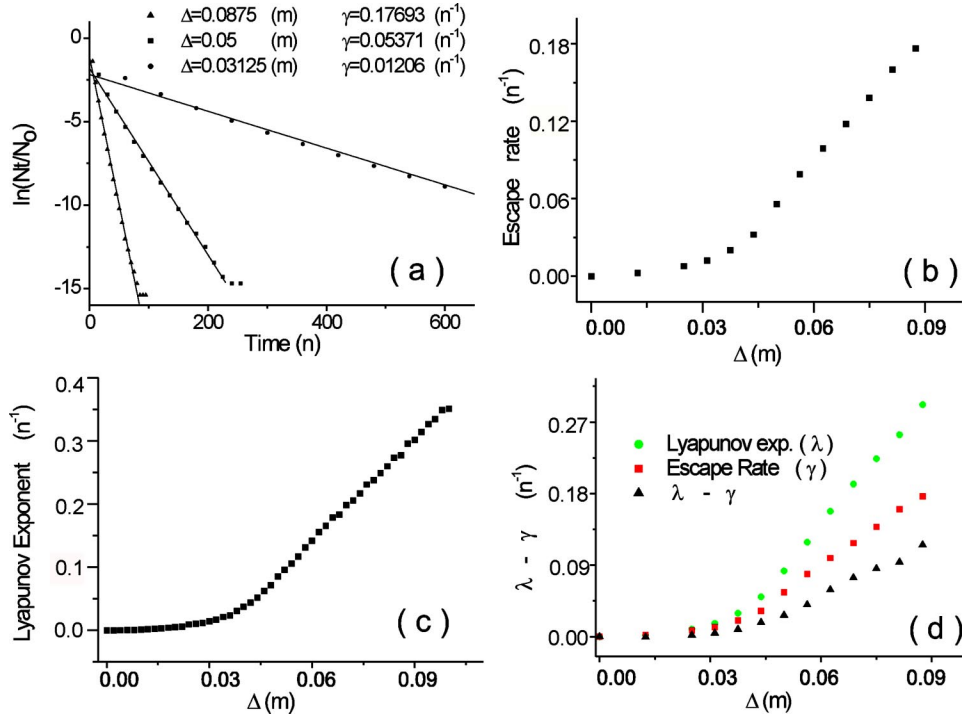 Δ=0.0875 (m) γ=0.17693 (n⁻¹)
Δ=0.05 (m) γ=0.05371 (n⁻¹)
Δ=0.03125 (m) γ=0.01206 (n⁻¹)
0
-5
-10
-15
ln(Nt/N₀)
( a )
0 200 400 600
Time (n)
0.18
0.12
0.06
0.00
Escape rate (n⁻¹)
( b )
0.00 0.03 0.06 0.09
Δ (m)
0.4
0.3
0.2
0.1
0.0
Lyapunov Exponent (n⁻¹)
( c )
0.00 0.03 0.06 0.09
Δ (m)
0.27
0.18
0.09
0.00
λ - γ (n⁻¹)
Lyapunov exp. ( λ )
Escape Rate ( γ )
λ - γ
( d )
0.00 0.03 0.06 0.09
Δ (m)